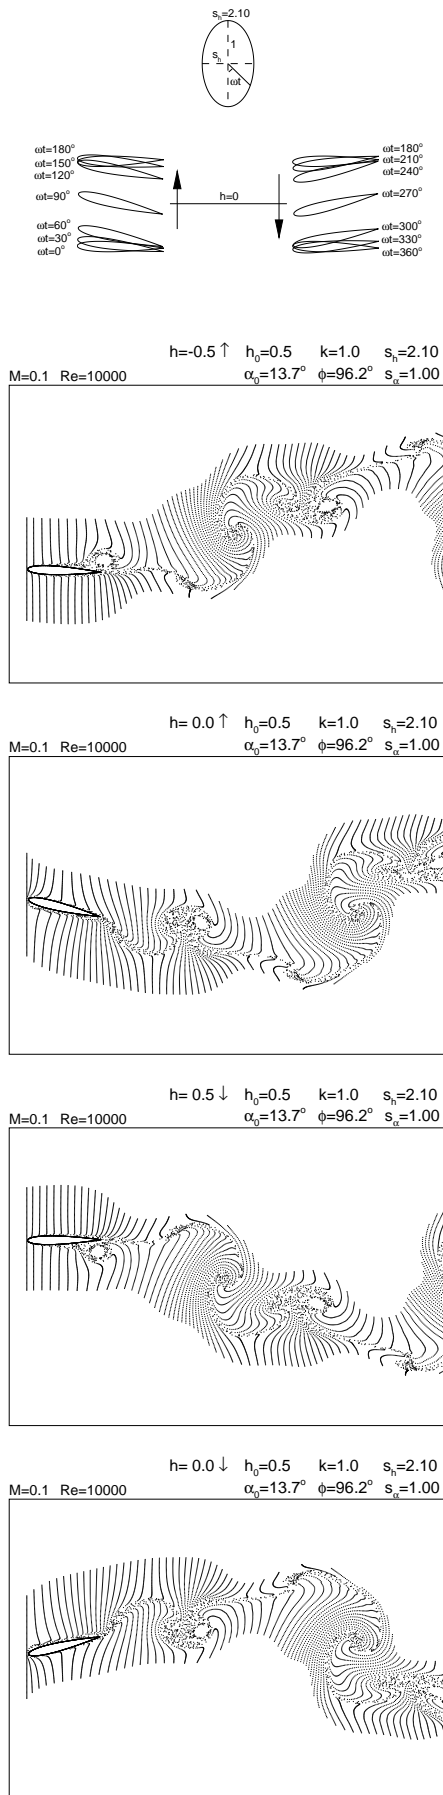 s_h=2.10
1
s_h
ωt
ωt=180° ωt=180°
ωt=150° ωt=210°
ωt=120° ωt=240°
ωt=90° h=0 ωt=270°
ωt=60° ωt=300°
ωt=30° ωt=330°
ωt=0° ωt=360°
h=-0.5 ↑ h_0=0.5 k=1.0 s_h=2.10
M=0.1 Re=10000 α_0=13.7° ϕ=96.2° s_α=1.00
h= 0.0 ↑ h_0=0.5 k=1.0 s_h=2.10
M=0.1 Re=10000 α_0=13.7° ϕ=96.2° s_α=1.00
h= 0.5 ↓ h_0=0.5 k=1.0 s_h=2.10
M=0.1 Re=10000 α_0=13.7° ϕ=96.2° s_α=1.00
h= 0.0 ↓ h_0=0.5 k=1.0 s_h=2.10
M=0.1 Re=10000 α_0=13.7° ϕ=96.2° s_α=1.00